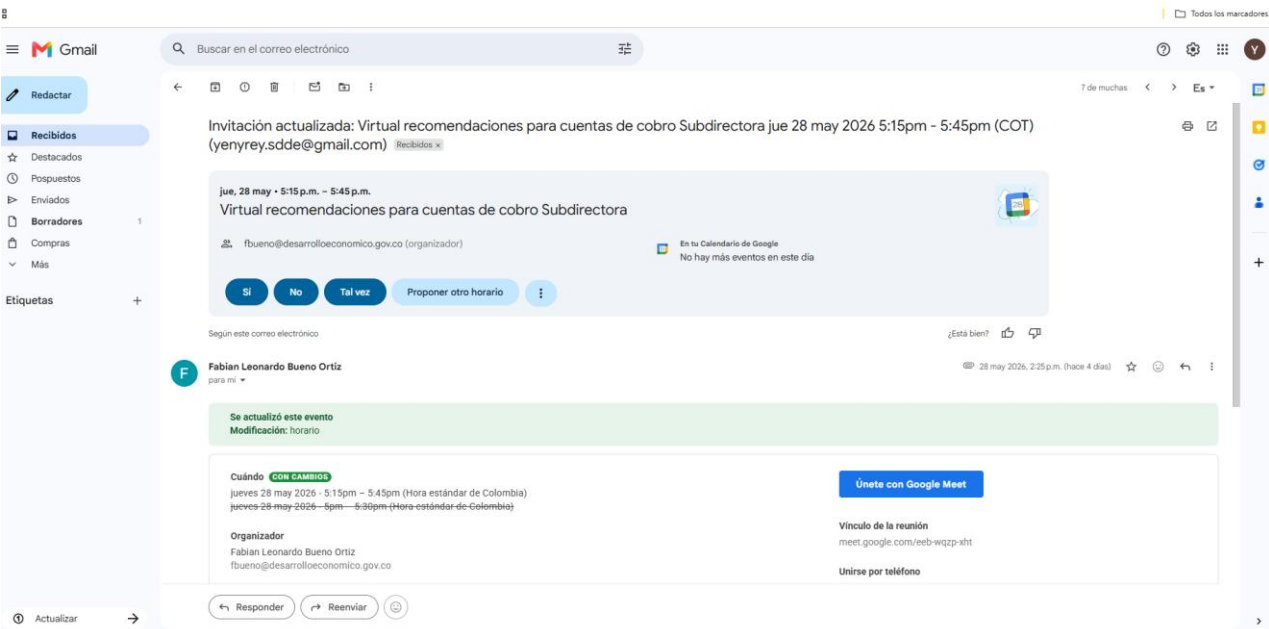 Todos los marcadores
Gmail
Buscar en el correo electrónico
Y
Redactar
7 de muchas
Es
Recibidos
Destacados
Pospuestos
Enviados
Borradores 1
Compras
Más
Etiquetas
Actualizar
Invitación actualizada: Virtual recomendaciones para cuentas de cobro Subdirectora jue 28 may 2026 5:15pm - 5:45pm (COT)
(yenyrey.sdde@gmail.com) Recibidos x
jue, 28 may • 5:15 p.m. – 5:45 p.m.
Virtual recomendaciones para cuentas de cobro Subdirectora
28
fbueno@desarrolloeconomico.gov.co (organizador)
En tu Calendario de Google
No hay más eventos en este día
Sí
No
Tal vez
Proponer otro horario
Según este correo electrónico
¿Está bien?
F
Fabian Leonardo Bueno Ortiz
para mí
28 may 2026, 2:25 p.m. (hace 4 días)
Se actualizó este evento
Modificación: horario
Cuándo CON CAMBIOS
jueves 28 may 2026 · 5:15pm – 5:45pm (Hora estándar de Colombia)
jueves 28 may 2026 · 5pm – 5:30pm (Hora estándar de Colombia)
Organizador
Fabian Leonardo Bueno Ortiz
fbueno@desarrolloeconomico.gov.co
Únete con Google Meet
Vínculo de la reunión
meet.google.com/eeb-wqzp-xht
Unirse por teléfono
Responder
Reenviar